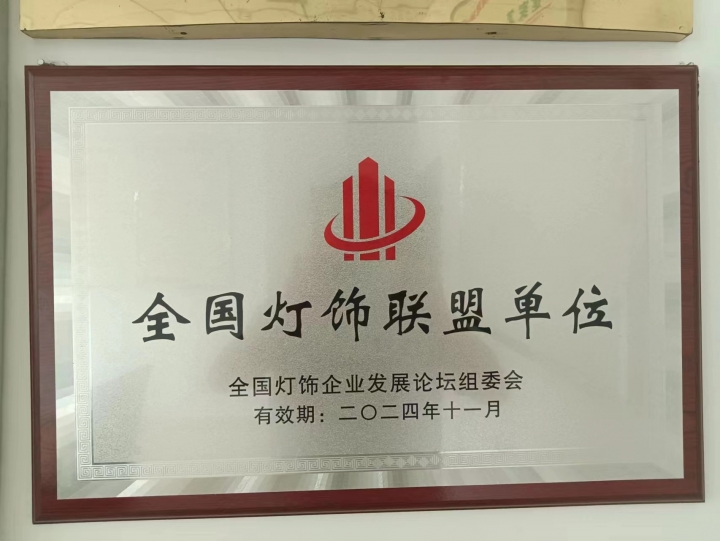 全国灯饰联盟单位
全国灯饰企业发展论坛组委会
有效期：二〇二四年十一月